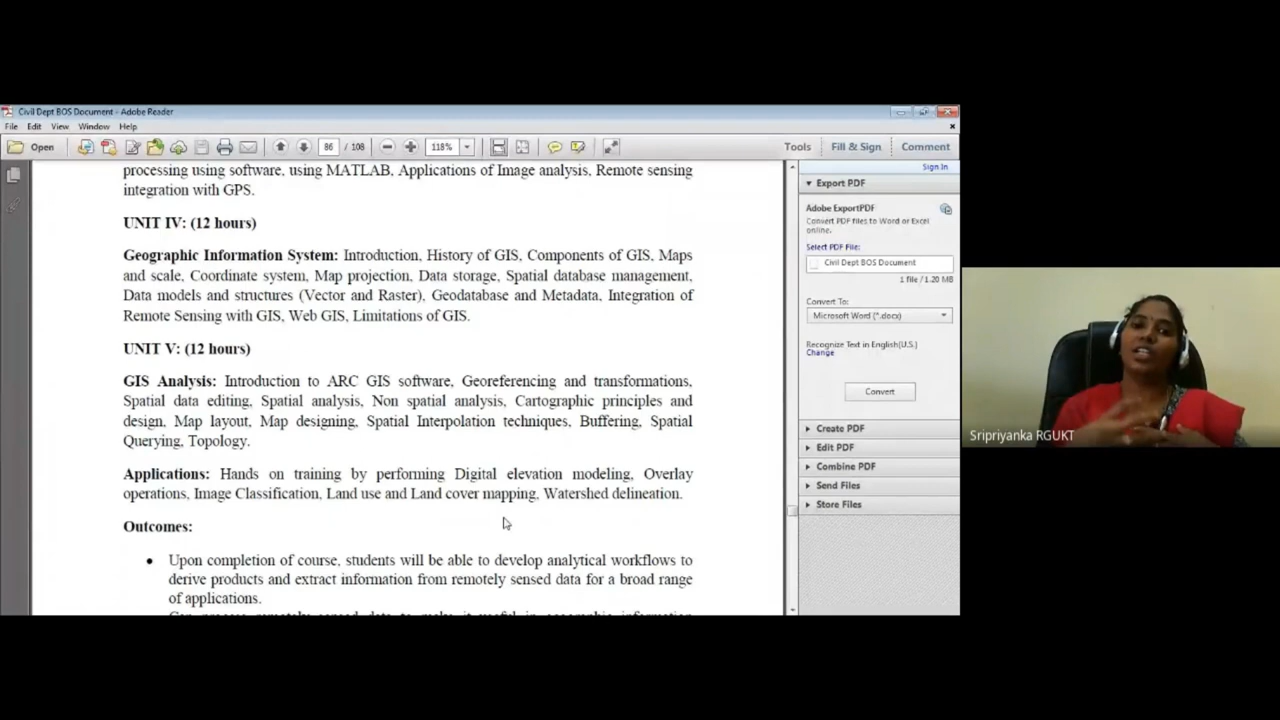 Civil Dept BOS Document - Adobe Reader
File Edit View Window Help
Open 86 / 108 118% Tools Fill & Sign Comment
Sign In
processing using software, using MATLAB, Applications of Image analysis, Remote sensing
integration with GPS.
UNIT IV: (12 hours)
Geographic Information System: Introduction, History of GIS, Components of GIS, Maps
and scale, Coordinate system, Map projection, Data storage, Spatial database management,
Data models and structures (Vector and Raster), Geodatabase and Metadata, Integration of
Remote Sensing with GIS, Web GIS, Limitations of GIS.
UNIT V: (12 hours)
GIS Analysis: Introduction to ARC GIS software, Georeferencing and transformations,
Spatial data editing, Spatial analysis, Non spatial analysis, Cartographic principles and
design, Map layout, Map designing, Spatial Interpolation techniques, Buffering, Spatial
Querying, Topology.
Applications: Hands on training by performing Digital elevation modeling, Overlay
operations, Image Classification, Land use and Land cover mapping, Watershed delineation.
Outcomes:
• Upon completion of course, students will be able to develop analytical workflows to
derive products and extract information from remotely sensed data for a broad range
of applications.
Export PDF
Adobe ExportPDF
Convert PDF files to Word or Excel
online.
Select PDF File:
Civil Dept BOS Document
1 file / 1.20 MB
Convert To:
Microsoft Word (*.docx)
Recognize Text in English(U.S.)
Change
Convert
Create PDF
Edit PDF
Combine PDF
Send Files
Store Files
Sripriyanka RGUKT